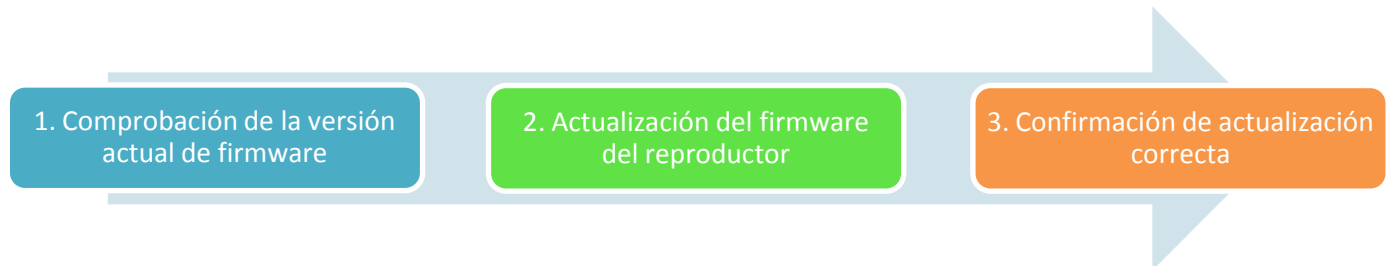 1. Comprobación de la versión
actual de firmware
2. Actualización del firmware
del reproductor
3. Confirmación de actualización
correcta